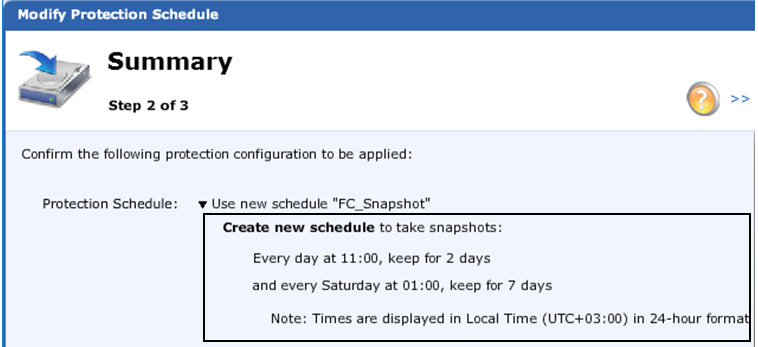 Modify Protection Schedule
Summary
Step 2 of 3
? >>
Confirm the following protection configuration to be applied:
Protection Schedule: ▼ Use new schedule "FC_Snapshot"
Create new schedule to take snapshots:
Every day at 11:00, keep for 2 days
and every Saturday at 01:00, keep for 7 days
Note: Times are displayed in Local Time (UTC+03:00) in 24-hour format